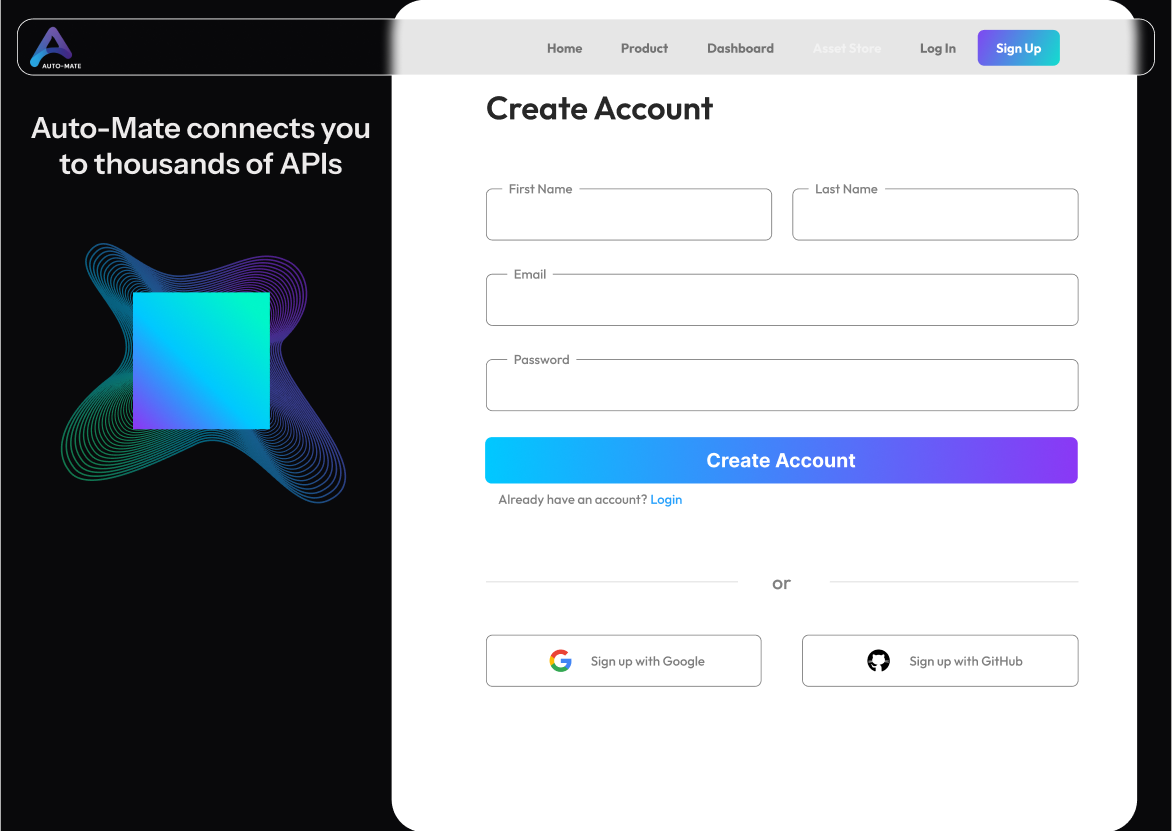 AUTO-MATE
Home Product Dashboard Asset Store Log In Sign Up
Auto-Mate connects you
to thousands of APIs
Create Account
First Name Last Name
Email
Password
Create Account
Already have an account? Login
or
Sign up with Google Sign up with GitHub